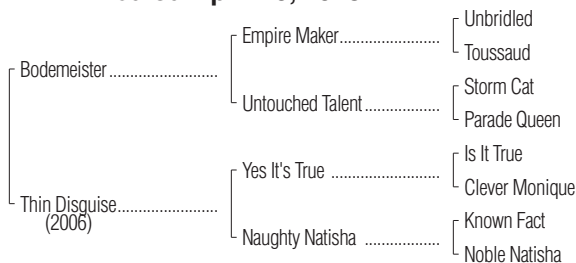 Unbridled
Empire Maker
Toussaud
Bodemeister
Storm Cat
Untouched Talent
Parade Queen
Is It True
Yes It's True
Clever Monique
Thin Disguise
(2006)
Known Fact
Naughty Natisha
Noble Natisha